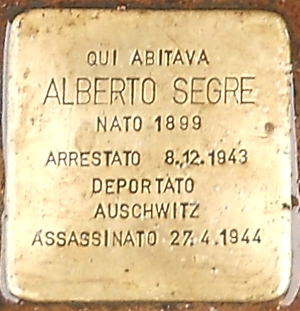 QUI ABITAVA
ALBERTO SEGRE
NATO 1899
ARRESTATO 8.12.1943
DEPORTATO
AUSCHWITZ
ASSASSINATO 27.4.1944